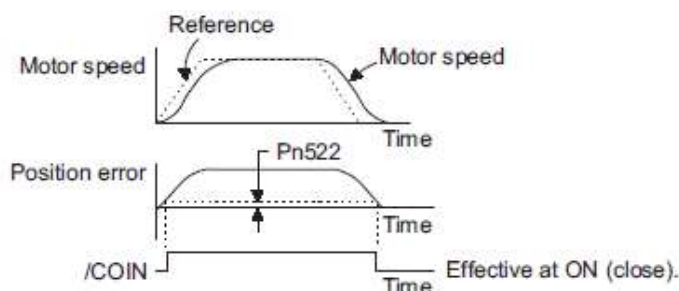 Reference
Motor speed
Motor speed
Time
Pn522
Position error
Time
/COIN
Effective at ON (close).
Time